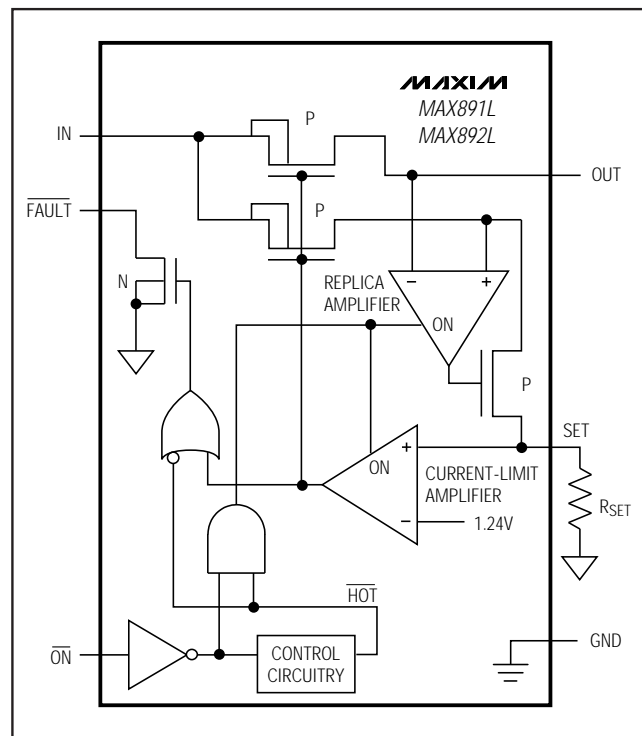 MAXIM
MAX891L
MAX892L
P
IN
OUT
P
FAULT
N
REPLICA
AMPLIFIER
−
+
ON
P
SET
ON
+
CURRENT-LIMIT
AMPLIFIER
−
1.24V
RSET
HOT
GND
ON
CONTROL
CIRCUITRY